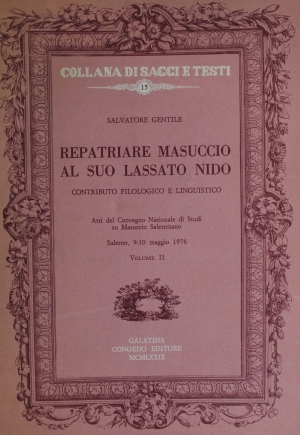 COLLANA DI SAGGI E TESTI
15
SALVATORE GENTILE
REPATRIARE MASUCCIO
AL SUO LASSATO NIDO
CONTRIBUTO FILOLOGICO E LINGUISTICO
Atti del Convegno Nazionale di Studi
su Masuccio Salernitano
Salerno, 9-10 maggio 1976
VOLUME II
GALATINA
CONGEDO EDITORE
MCMLXXIX